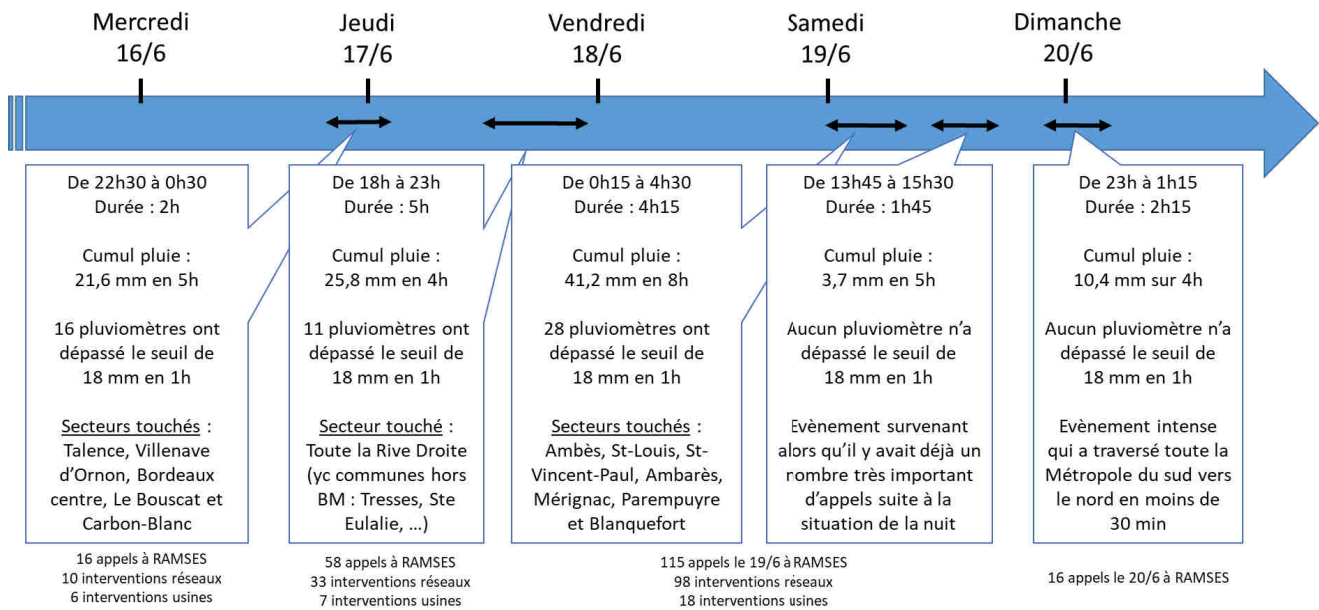 Mercredi
16/6
Jeudi
17/6
Vendredi
18/6
Samedi
19/6
Dimanche
20/6
De 22h30 à 0h30
Durée : 2h
Cumul pluie :
21,6 mm en 5h
16 pluviomètres ont
dépassé le seuil de
18 mm en 1h
Secteurs touchés :
Talence, Villenave
d’Ornon, Bordeaux
centre, Le Bouscat et
Carbon-Blanc
16 appels à RAMSES
10 interventions réseaux
6 interventions usines
De 18h à 23h
Durée : 5h
Cumul pluie :
25,8 mm en 4h
11 pluviomètres ont
dépassé le seuil de
18 mm en 1h
Secteur touché :
Toute la Rive Droite
(yc communes hors
BM : Tresses, Ste
Eulalie, ...)
58 appels à RAMSES
33 interventions réseaux
7 interventions usines
De 0h15 à 4h30
Durée : 4h15
Cumul pluie :
41,2 mm en 8h
28 pluviomètres ont
dépassé le seuil de
18 mm en 1h
Secteurs touchés :
Ambès, St-Louis, St-
Vincent-Paul, Ambarès,
Mérignac, Parempuyre
et Blanquefort
De 13h45 à 15h30
Durée : 1h45
Cumul pluie :
3,7 mm en 5h
Aucun pluviomètre n’a
dépassé le seuil de
18 mm en 1h
Evènement survenant
alors qu’il y avait déjà un
nombre très important
d’appels suite à la
situation de la nuit
115 appels le 19/6 à RAMSES
98 interventions réseaux
18 interventions usines
De 23h à 1h15
Durée : 2h15
Cumul pluie :
10,4 mm sur 4h
Aucun pluviomètre n’a
dépassé le seuil de
18 mm en 1h
Evènement intense
qui a traversé toute la
Métropole du sud vers
le nord en moins de
30 min
16 appels le 20/6 à RAMSES